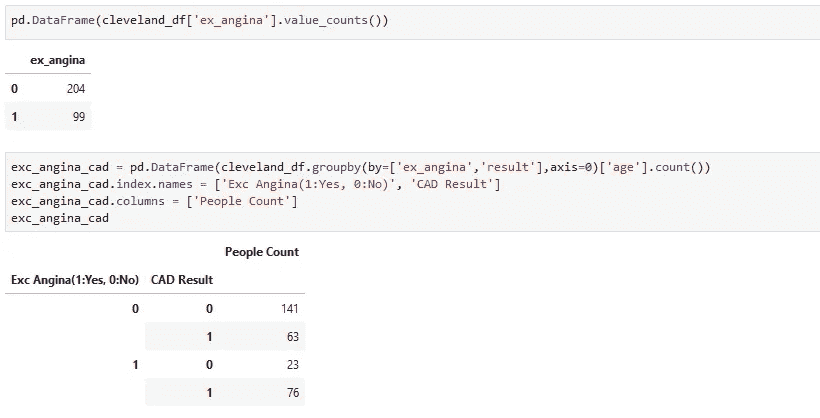 pd.DataFrame(cleveland_df['ex_angina'].value_counts())
ex_angina
0 204
1 99
exc_angina_cad = pd.DataFrame(cleveland_df.groupby(by=['ex_angina','result'],axis=0)['age'].count())
exc_angina_cad.index.names = ['Exc Angina(1:Yes, 0:No)', 'CAD Result']
exc_angina_cad.columns = ['People Count']
exc_angina_cad
People Count
Exc Angina(1:Yes, 0:No) CAD Result
0 0 141
1 63
1 0 23
1 76